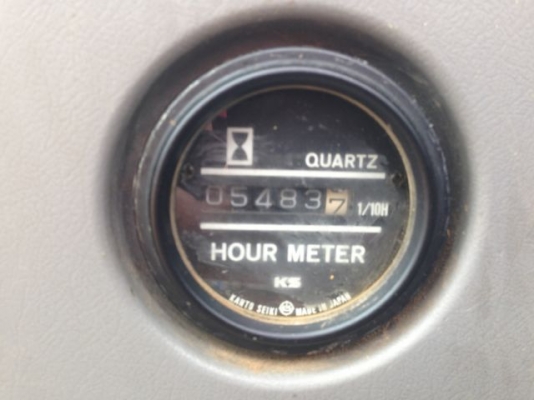 QUARTZ
054837 1/10H
HOUR METER
KS
KANTO SEIKI MADE IN JAPAN